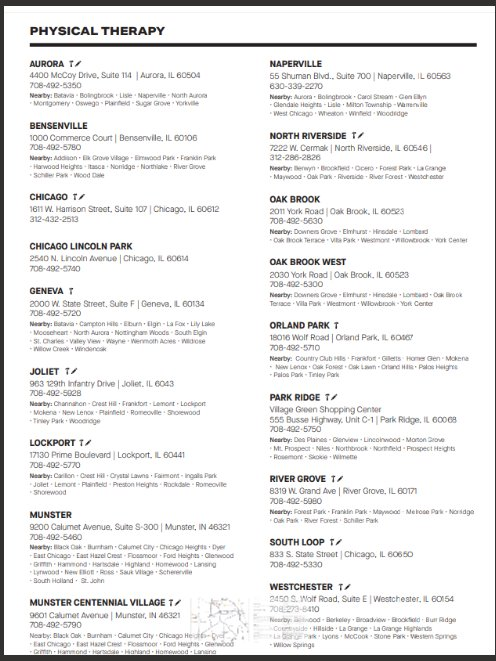 PHYSICAL THERAPY
AURORA
4400 McCoy Drive, Suite 114 | Aurora, IL 60504
708-492-5350
Nearby: Batavia • Bolingbrook • Lisle • Naperville • North Aurora
• Montgomery • Oswego • Plainfield • Sugar Grove • Yorkville
BENSENVILLE
1000 Commerce Court | Bensenville, IL 60106
708-492-5780
Nearby: Addison • Elk Grove Village • Elmwood Park • Franklin Park
• Harwood Heights • Itasca • Norridge • Northlake • River Grove
• Schiller Park • Wood Dale
CHICAGO
1611 W. Harrison Street, Suite 107 | Chicago, IL 60612
312-432-2513
CHICAGO LINCOLN PARK
2540 N. Lincoln Avenue | Chicago, IL 60614
708-492-5740
GENEVA
2000 W. State Street, Suite F | Geneva, IL 60134
708-492-5720
Nearby: Batavia • Campton Hills • Elburn • Elgin • La Fox • Lily Lake
• Mooseheart • North Aurora • Nottingham Woods • South Elgin
• St. Charles • Valley View • Wayne • Wenmoth Acres • Wildrose
• Willow Creek • Windenoak
JOLIET
963 129th Infantry Drive | Joliet, IL 6043
708-492-5928
Nearby: Channahon • Crest Hill • Frankfort • Lemont • Lockport
• Mokena • New Lenox • Plainfield • Romeoville • Shorewood
• Tinley Park • Woodridge
LOCKPORT
17130 Prime Boulevard | Lockport, IL 60441
708-492-5770
Nearby: Carillon • Crest Hill • Crystal Lawns • Fairmont • Ingalls Park
• Joliet • Lemont • Plainfield • Preston Heights • Rockdale • Romeoville
• Shorewood
MUNSTER
9200 Calumet Avenue, Suite S-300 | Munster, IN 46321
708-492-5460
Nearby: Black Oak • Burnham • Calumet City • Chicago Heights • Dyer
• East Chicago • East Hazel Crest • Flossmoor • Ford Heights • Glenwood
• Griffith • Hammond • Hartsdale • Highland • Homewood • Lansing
• Lynwood • New Elliott • Ross • Sauk Village • Schererville
• South Holland • St. John
MUNSTER CENTENNIAL VILLAGE
9601 Calumet Avenue | Munster, IN 46321
708-492-5790
Nearby: Black Oak • Burnham • Calumet City • Chicago Heights • Dyer
• East Chicago • East Hazel Crest • Flossmoor • Ford Heights • Glenwood
• Griffith • Hammond • Hartsdale • Highland • Homewood • Lansing
NAPERVILLE
55 Shuman Blvd., Suite 700 | Naperville, IL 60563
630-339-2270
Nearby: Aurora • Bolingbrook • Carol Stream • Glen Ellyn
• Glendale Heights • Lisle • Milton Township • Warrenville
• West Chicago • Wheaton • Winfield • Woodridge
NORTH RIVERSIDE
7222 W. Cermak | North Riverside, IL 60546 |
312-286-2826
Nearby: Berwyn • Brookfield • Cicero • Forest Park • La Grange
• Maywood • Oak Park • Riverside • River Forest • Westchester
OAK BROOK
2011 York Road | Oak Brook, IL 60523
708-492-5630
Nearby: Downers Grove • Elmhurst • Hinsdale • Lombard
• Oak Brook Terrace • Villa Park • Westmont • Willowbrook • York Center
OAK BROOK WEST
2030 York Road | Oak Brook, IL 60523
708-492-5300
Nearby: Downers Grove • Elmhurst • Hinsdale • Lombard • Oak Brook
Terrace • Villa Park • Westmont • Willowbrook • York Center
ORLAND PARK
18016 Wolf Road | Orland Park, IL 60467
708-492-5710
Nearby: Country Club Hills • Frankfort • Gilletts • Homer Glen • Mokena
• New Lenox • Oak Forest • Oak Lawn • Orland Hills • Palos Heights
• Palos Park • Tinley Park
PARK RIDGE
Village Green Shopping Center
555 Busse Highway, Unit C-1 | Park Ridge, IL 60068
708-492-5750
Nearby: Des Plaines • Glenview • Lincolnwood • Morton Grove
• Mt. Prospect • Niles • Northbrook • Northfield • Prospect Heights
• Rosemont • Skokie • Wilmette
RIVER GROVE
8319 W. Grand Ave | River Grove, IL 60171
708-492-5980
Nearby: Forest Park • Franklin Park • Maywood • Melrose Park • Norridge
• Oak Park • River Forest • Schiller Park
SOUTH LOOP
833 S. State Street | Chicago, IL 60650
708-492-5330
WESTCHESTER
2450 S. Wolf Road, Suite E | Westchester, IL 60154
708-273-8410
Nearby: Bellwood • Berkeley • Broadview • Brookfield • Burr Ridge
• Countryside • Hillside • La Grange • La Grange Highlands
• La Grange Park • Lyons • McCook • Stone Park • Western Springs
• Willow Springs